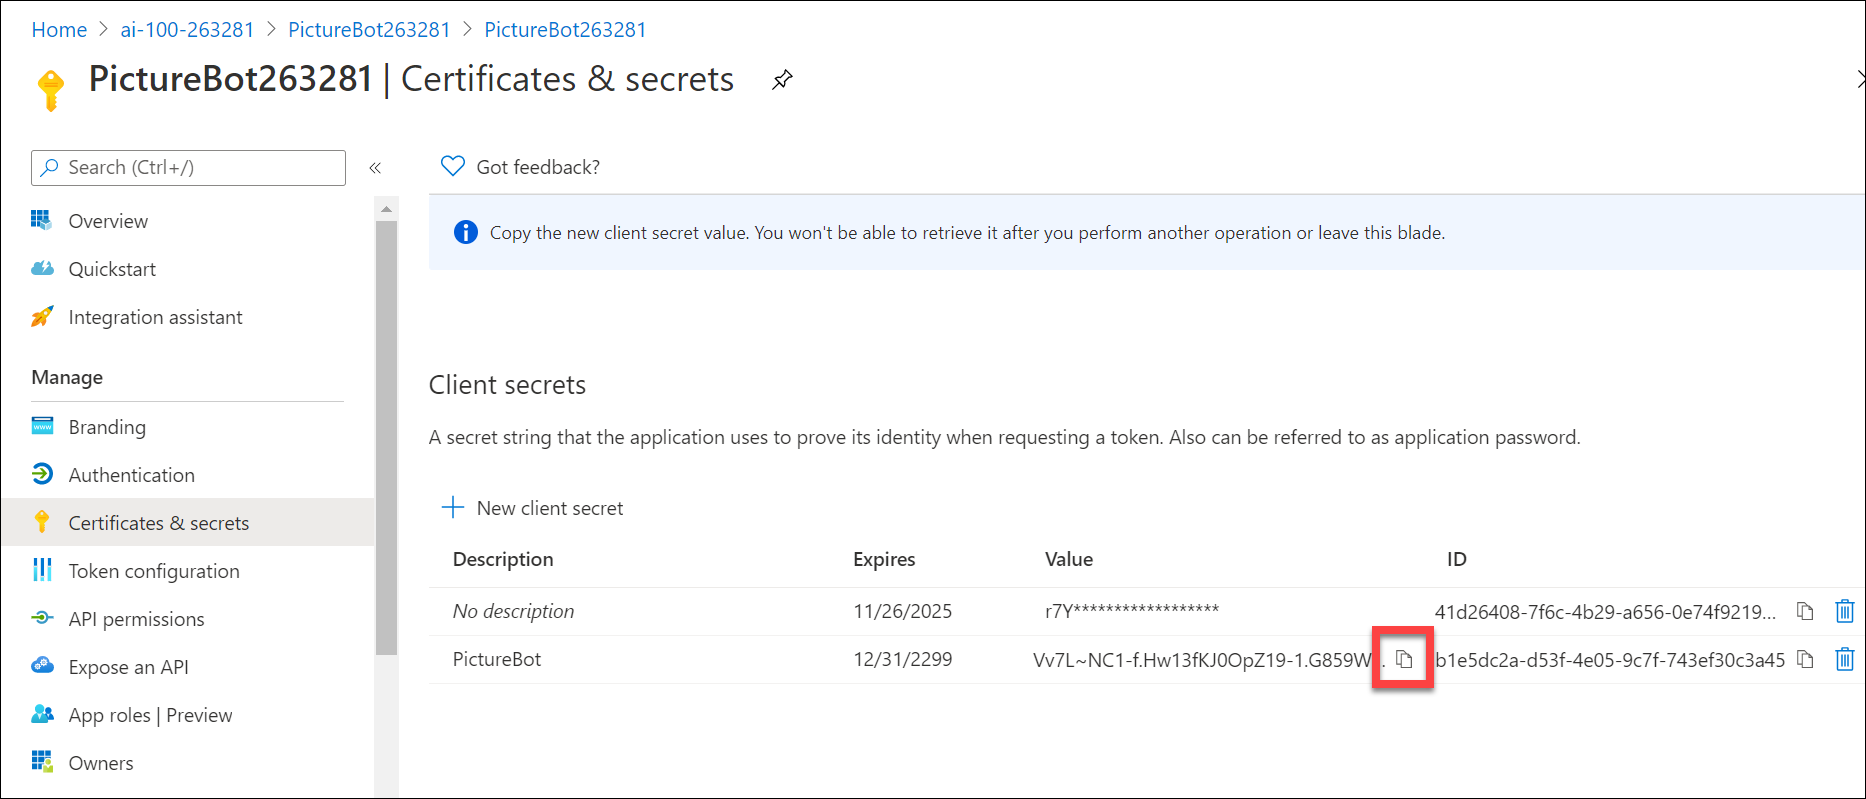 Home > ai-100-263281 > PictureBot263281 > PictureBot263281
PictureBot263281 | Certificates & secrets
Search (Ctrl+/)
«
Got feedback?
Copy the new client secret value. You won't be able to retrieve it after you perform another operation or leave this blade.
Overview
Quickstart
Integration assistant
Manage
Branding
Authentication
Certificates & secrets
Token configuration
API permissions
Expose an API
App roles | Preview
Owners
Client secrets
A secret string that the application uses to prove its identity when requesting a token. Also can be referred to as application password.
New client secret
Description Expires Value ID
No description 11/26/2025 r7Y****************** 41d26408-7f6c-4b29-a656-0e74f9219...
PictureBot 12/31/2299 Vv7L~NC1-f.Hw13fKJ0OpZ19-1.G859W b1e5dc2a-d53f-4e05-9c7f-743ef30c3a45